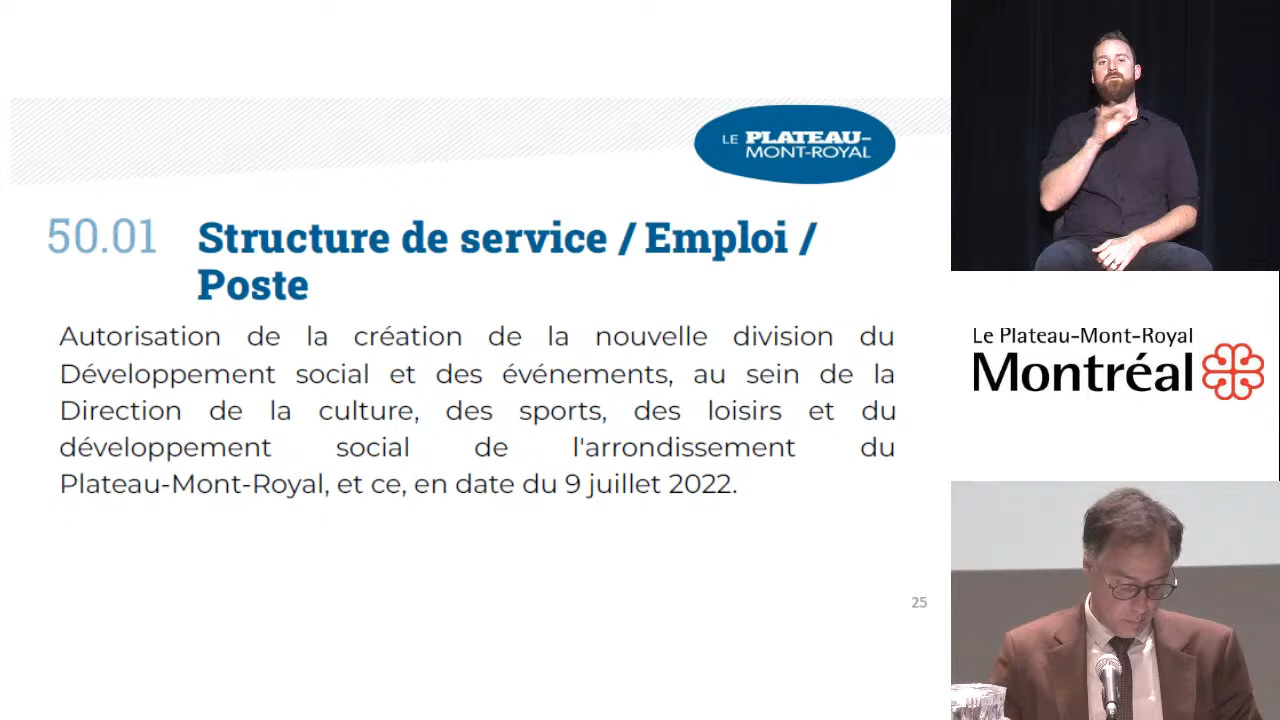 LE PLATEAU-
MONT-ROYAL
50.01 Structure de service / Emploi /
Poste
Autorisation de la création de la nouvelle division du
Développement social et des événements, au sein de la
Direction de la culture, des sports, des loisirs et du
développement social de l'arrondissement du
Plateau-Mont-Royal, et ce, en date du 9 juillet 2022.
25
Le Plateau-Mont-Royal
Montréal